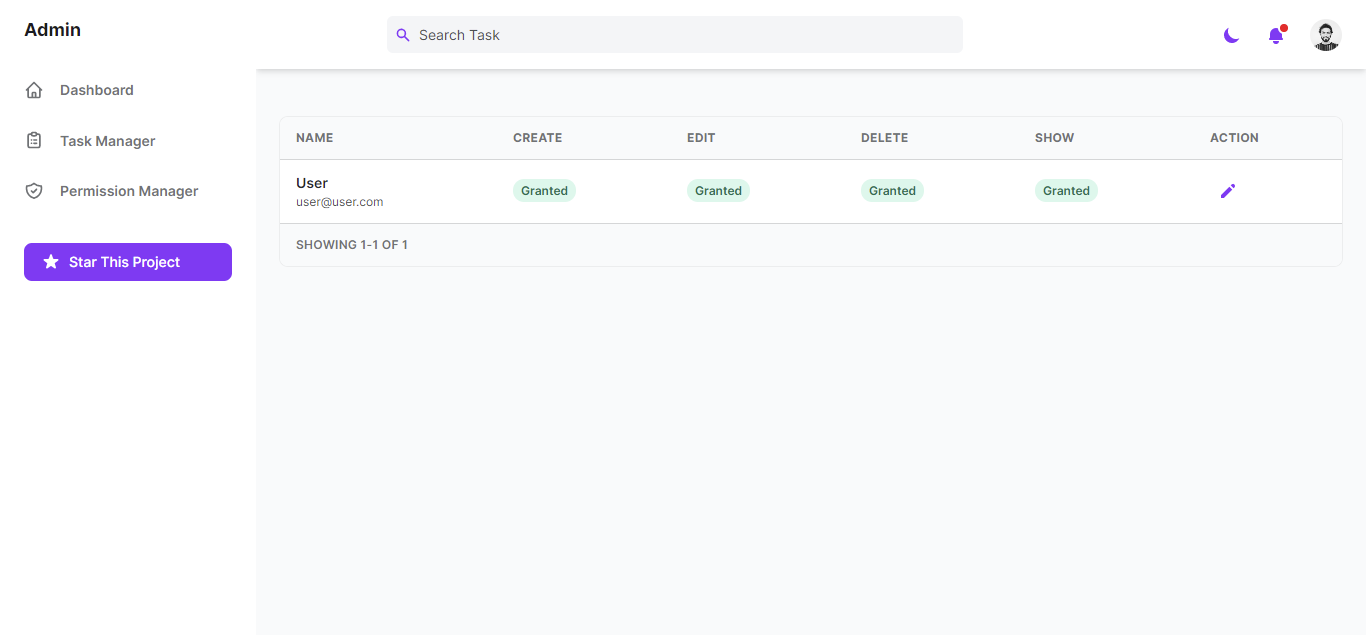 Admin
Search Task
Dashboard
Task Manager
Permission Manager
Star This Project
NAME CREATE EDIT DELETE SHOW ACTION
User
user@user.com
Granted Granted Granted Granted
SHOWING 1-1 OF 1